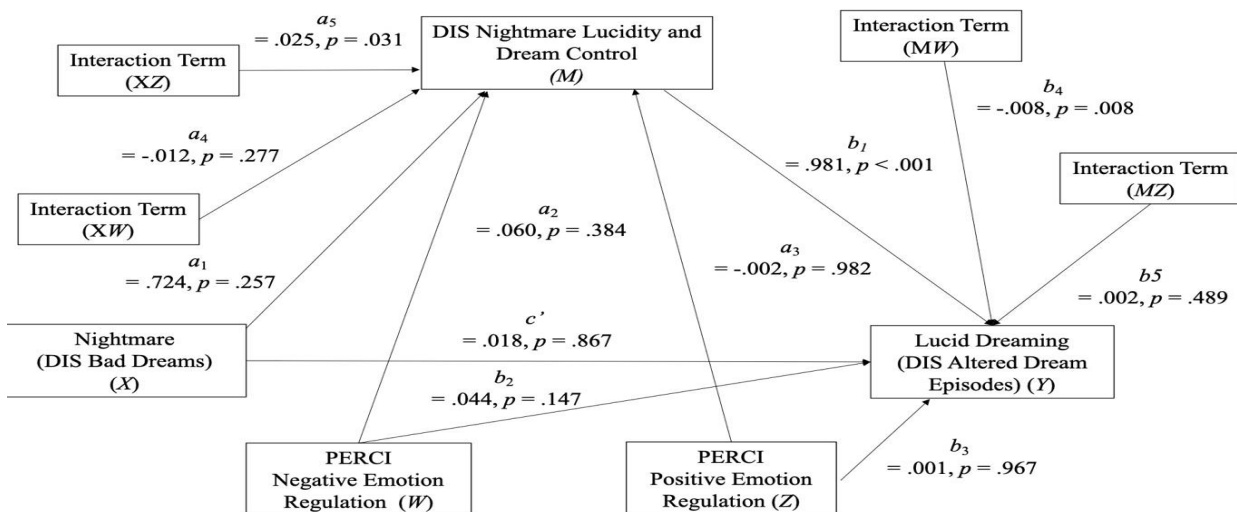 a5
= .025, p = .031
Interaction Term
(XZ)
DIS Nightmare Lucidity and
Dream Control
(M)
Interaction Term
(MW)
a4
= -.012, p = .277
b4
= -.008, p = .008
b1
= .981, p < .001
Interaction Term
(MZ)
Interaction Term
(XW)
a2
= .060, p = .384
a1
= .724, p = .257
a3
= -.002, p = .982
b5
= .002, p = .489
Nightmare
(DIS Bad Dreams)
(X)
c’
= .018, p = .867
Lucid Dreaming
(DIS Altered Dream
Episodes) (Y)
b2
= .044, p = .147
PERCI
Negative Emotion
Regulation (W)
PERCI
Positive Emotion
Regulation (Z)
b3
= .001, p = .967